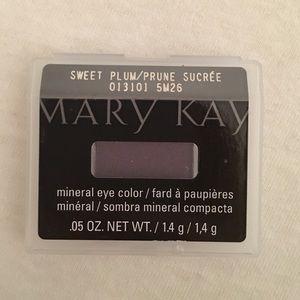 SWEET PLUM/PRUNE SUCRÉE
013101 5M26
MARY KAY
mineral eye color / fard à paupières
minéral / sombra mineral compacta
.05 OZ. NET WT. / 1.4 g / 1,4 g